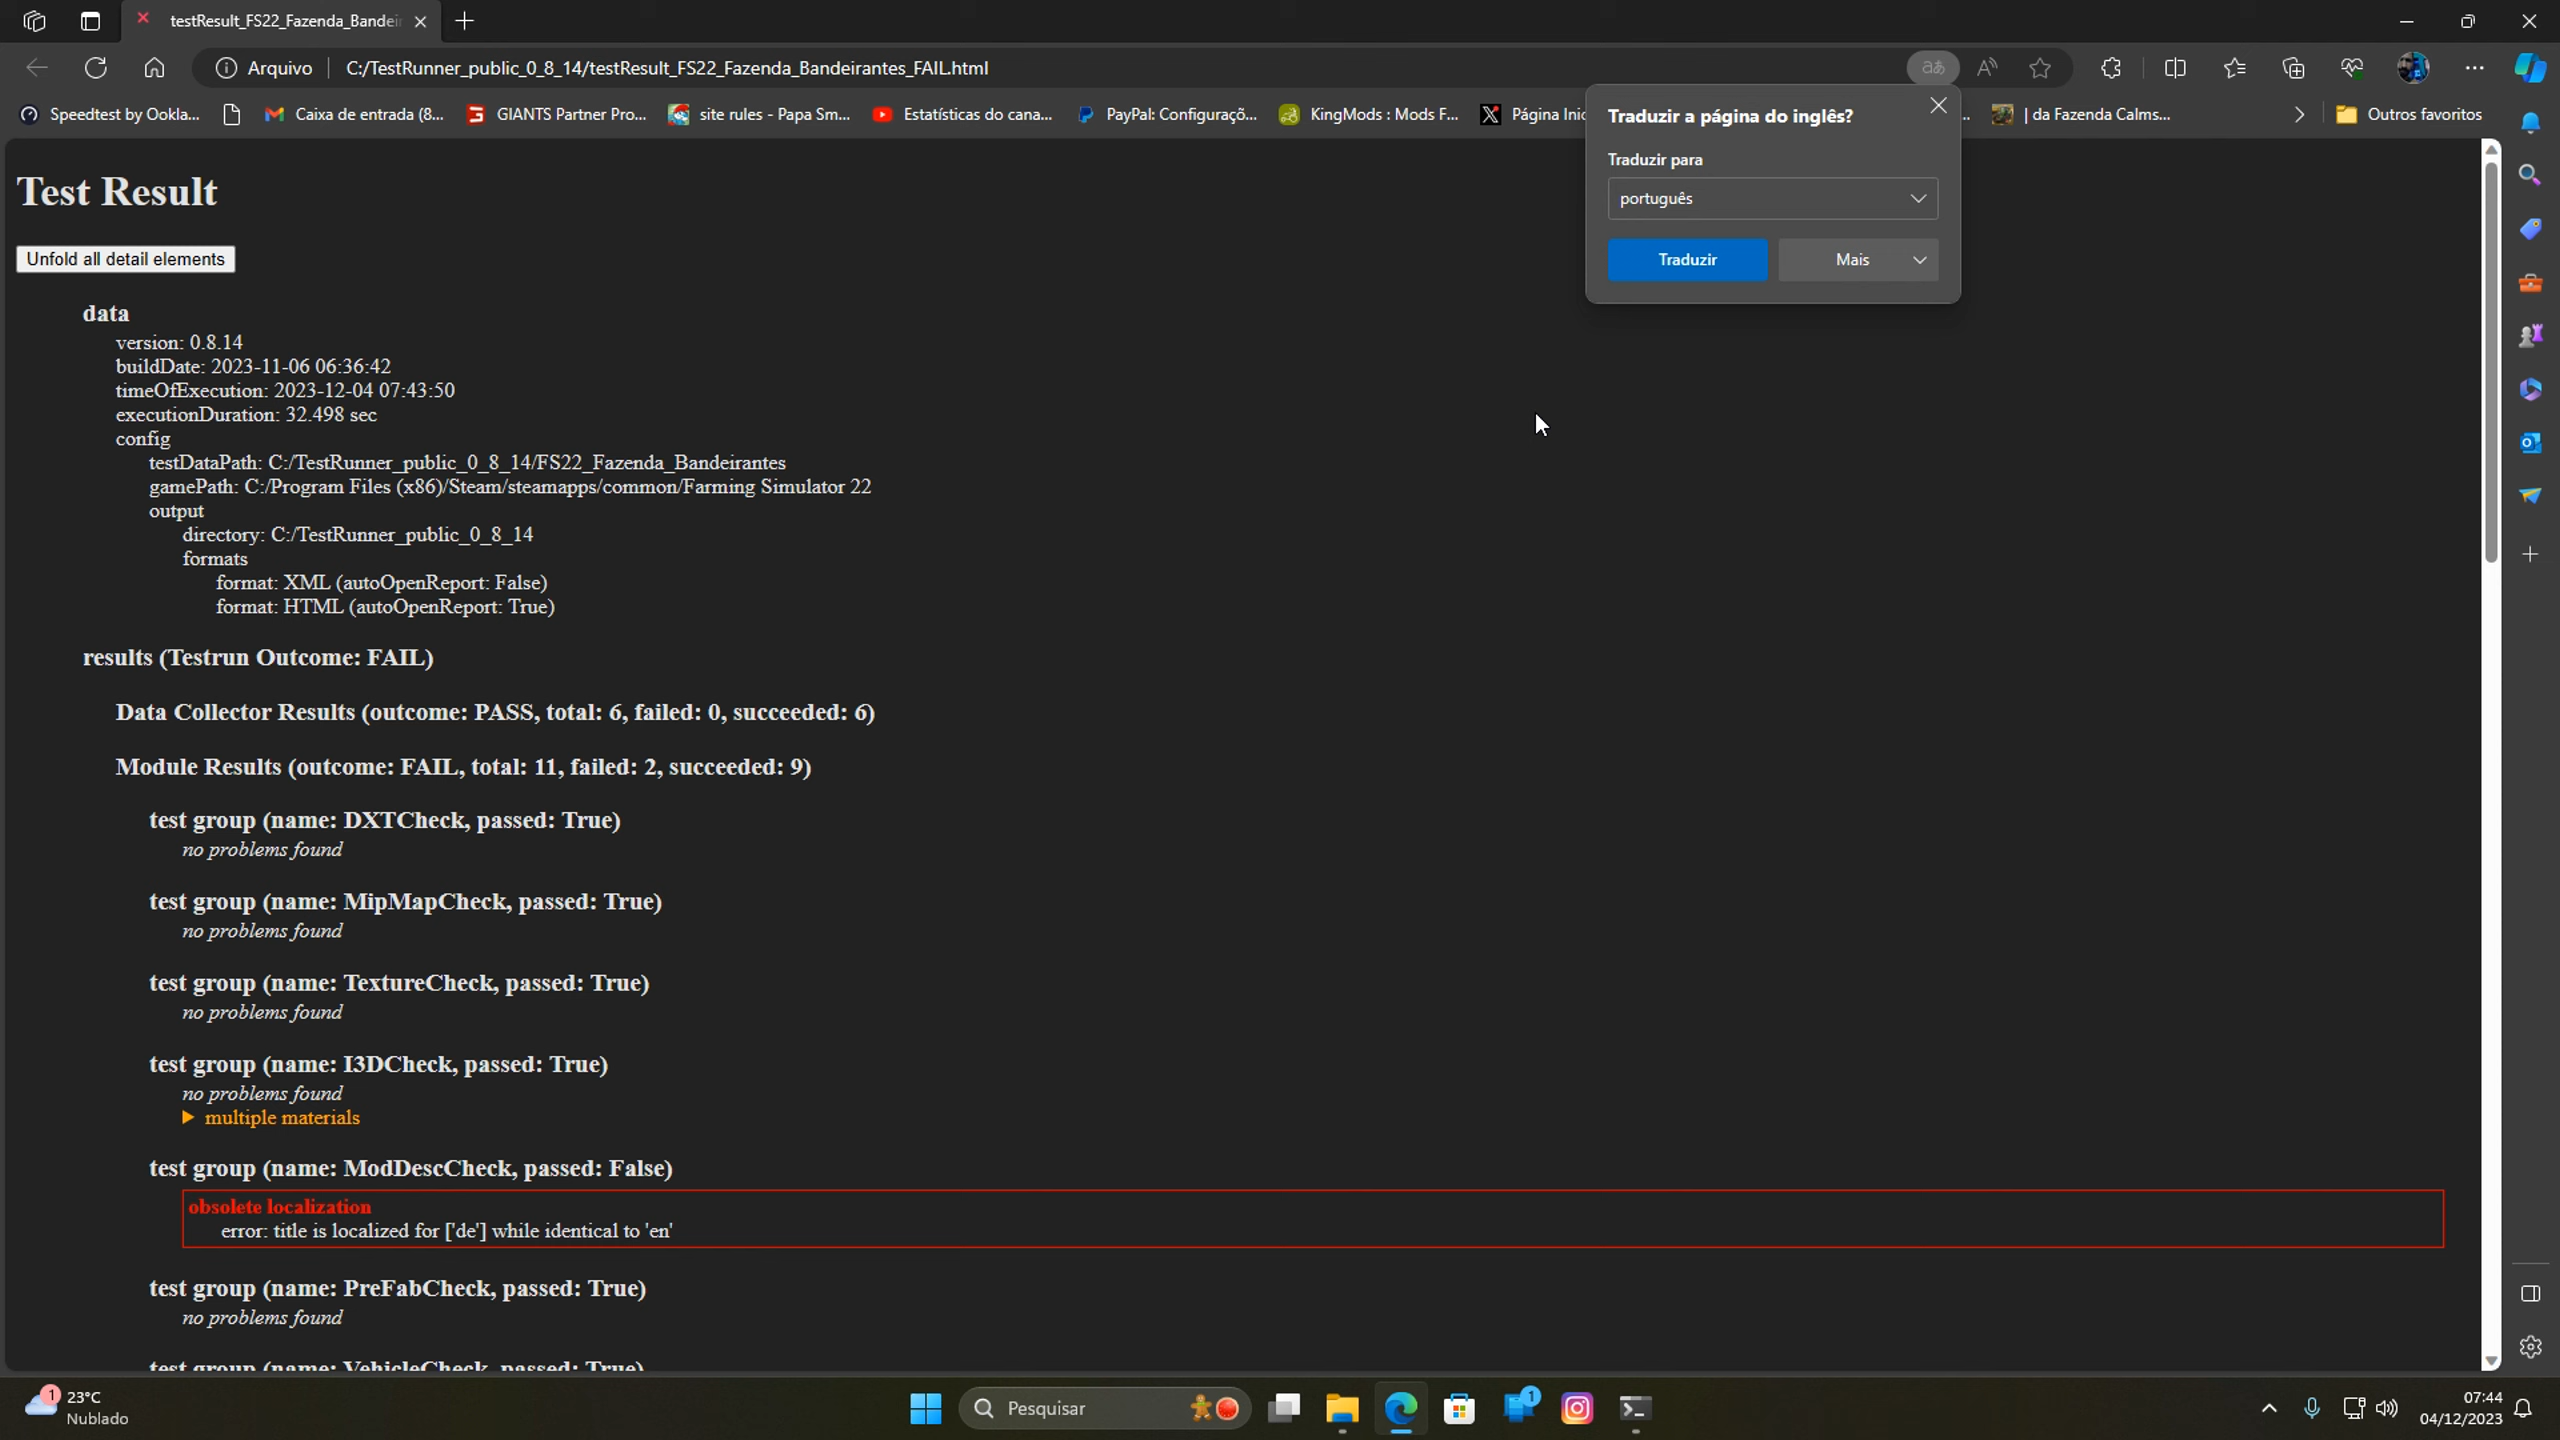 testResult_FS22_Fazenda_Bandei
Arquivo
C:/TestRunner_public_0_8_14/testResult_FS22_Fazenda_Bandeirantes_FAIL.html
Speedtest by Ookla...
Caixa de entrada (8...
GIANTS Partner Pro...
site rules - Papa Sm...
Estatísticas do cana...
PayPal: Configuraçõ...
KingMods : Mods F...
Página Inic
| da Fazenda Calms...
Outros favoritos
Traduzir a página do inglês?
Traduzir para
português
Traduzir
Mais
Test Result
Unfold all detail elements
data
version: 0.8.14
buildDate: 2023-11-06 06:36:42
timeOfExecution: 2023-12-04 07:43:50
executionDuration: 32.498 sec
config
testDataPath: C:/TestRunner_public_0_8_14/FS22_Fazenda_Bandeirantes
gamePath: C:/Program Files (x86)/Steam/steamapps/common/Farming Simulator 22
output
directory: C:/TestRunner_public_0_8_14
formats
format: XML (autoOpenReport: False)
format: HTML (autoOpenReport: True)
results (Testrun Outcome: FAIL)
Data Collector Results (outcome: PASS, total: 6, failed: 0, succeeded: 6)
Module Results (outcome: FAIL, total: 11, failed: 2, succeeded: 9)
test group (name: DXTCheck, passed: True)
no problems found
test group (name: MipMapCheck, passed: True)
no problems found
test group (name: TextureCheck, passed: True)
no problems found
test group (name: I3DCheck, passed: True)
no problems found
multiple materials
test group (name: ModDescCheck, passed: False)
obsolete localization
error: title is localized for ['de'] while identical to 'en'
test group (name: PreFabCheck, passed: True)
no problems found
test group (name: VehicleCheck, passed: True)
1
23°C
Nublado
Pesquisar
1
07:44
04/12/2023